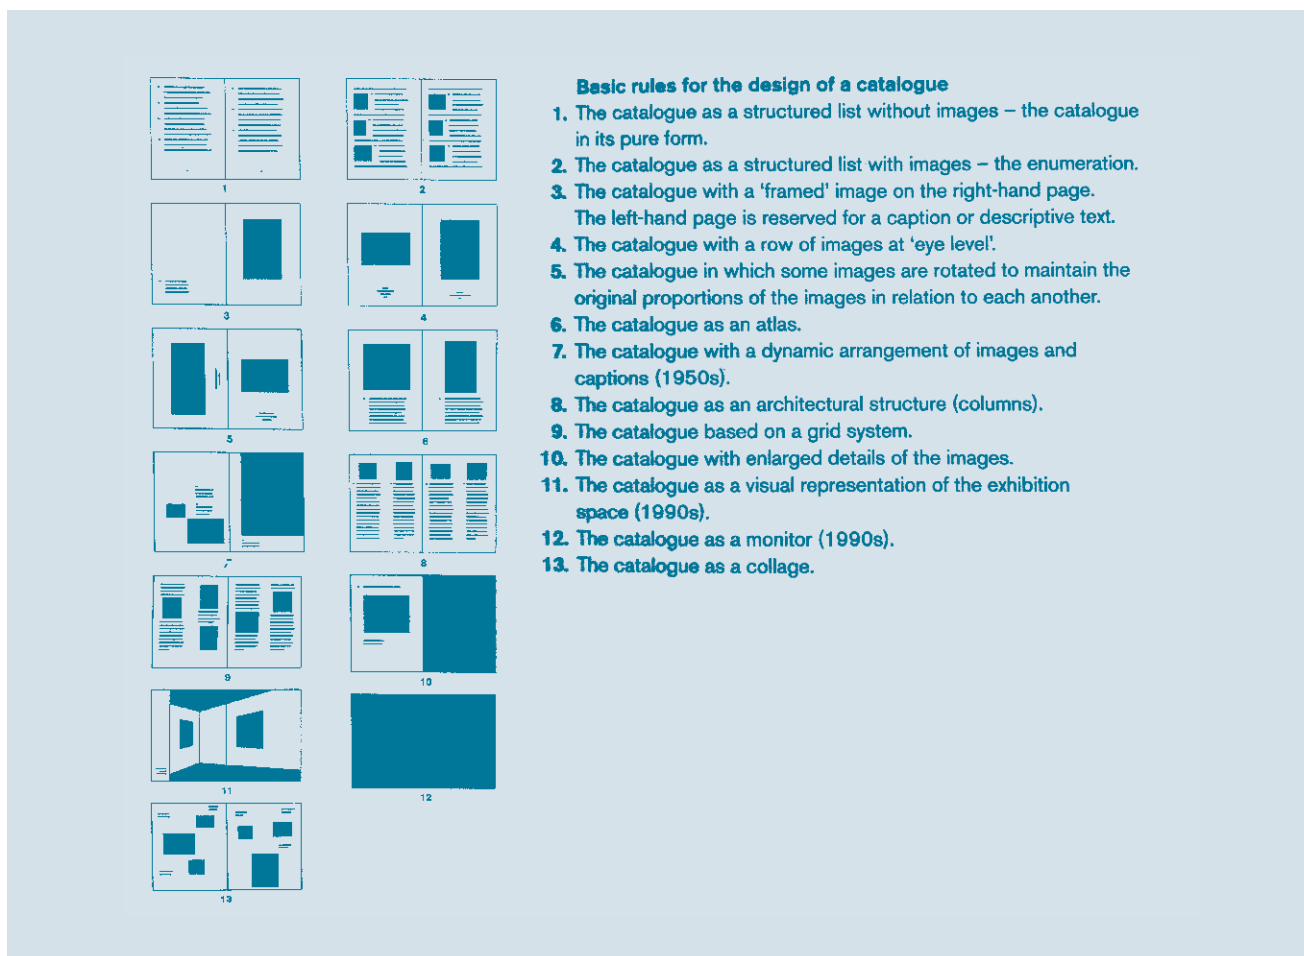 Basic rules for the design of a catalogue
1. The catalogue as a structured list without images – the catalogue
in its pure form.
2. The catalogue as a structured list with images – the enumeration.
3. The catalogue with a ‘framed’ image on the right-hand page.
The left-hand page is reserved for a caption or descriptive text.
4. The catalogue with a row of images at ‘eye level’.
5. The catalogue in which some images are rotated to maintain the
original proportions of the images in relation to each another.
6. The catalogue as an atlas.
7. The catalogue with a dynamic arrangement of images and
captions (1950s).
8. The catalogue as an architectural structure (columns).
9. The catalogue based on a grid system.
10. The catalogue with enlarged details of the images.
11. The catalogue as a visual representation of the exhibition
space (1990s).
12. The catalogue as a monitor (1990s).
13. The catalogue as a collage.
1
2
3
4
5
6
7
8
9
10
11
12
13